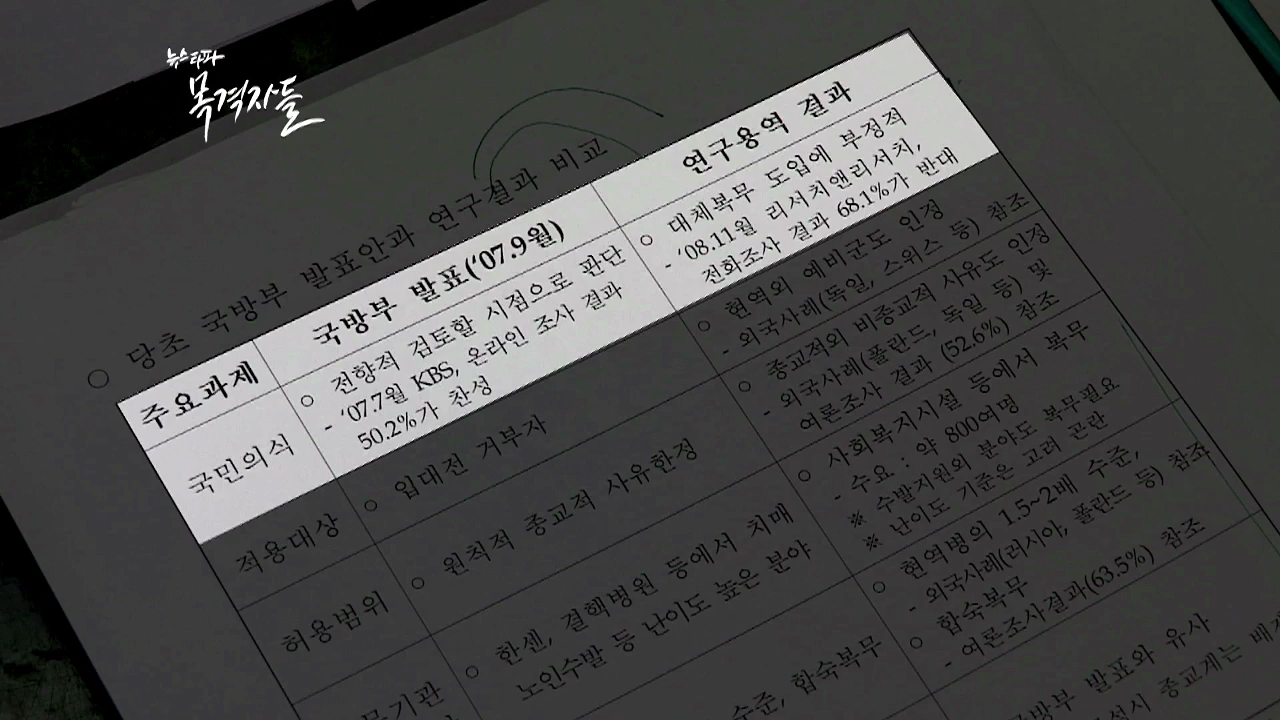 뉴스타파
목격자들
○ 당초 국방부 발표안과 연구결과 비교
주요과제
국방부 발표(‘07.9월)
연구용역 결과
국민의식
○ 전향적 검토할 시점으로 판단
- ‘07.7월 KBS, 온라인 조사 결과
50.2%가 찬성
○ 대체복무 도입에 부정적
- ‘08.11월 리서치앤리서치,
전화조사 결과 68.1%가 반대
적용대상
○ 입대전 거부자
○ 현역외 예비군도 인정
- 외국사례(독일, 스위스 등) 참조
허용범위
○ 원칙적 종교적 사유한정
○ 종교적외 비종교적 사유도 인정
- 외국사례(폴란드, 독일 등) 및
여론조사 결과 (52.6%) 참조
무기관
○ 한센, 결핵병원 등에서 치매
노인수발 등 난이도 높은 분야
○ 사회복지시설 등에서 복무
- 수요 : 약 800여명
※ 수발지원외 분야도 복무필요
※ 난이도 기준은 고려 곤란
수준, 합숙복무
○ 현역병의 1.5~2배 수준,
- 외국사례(러시아, 폴란드 등) 참조
○ 합숙복무
- 여론조사결과(63.5%) 참조
국방부 발표와 유사
종교계는